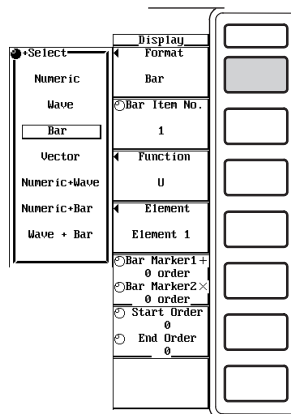 Select
Numeric
Wave
Bar
Vector
Numeric+Wave
Numeric+Bar
Wave + Bar
Display
Format
Bar
Bar Item No.
1
Function
U
Element
Element 1
Bar Marker1 +
0 order
Bar Marker2 ×
0 order
Start Order
0
End Order
0